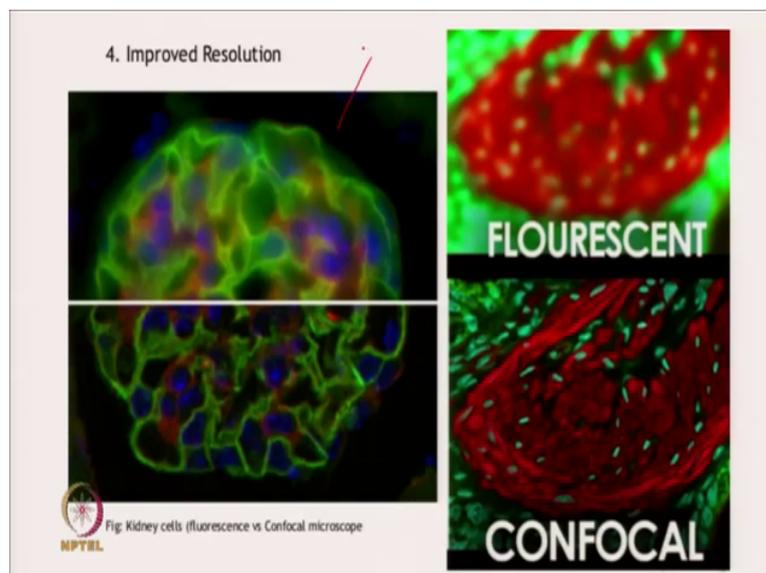 4. Improved Resolution
FLOURESCENT
CONFOCAL
Fig: Kidney cells (fluorescence vs Confocal microscope
NPTEL